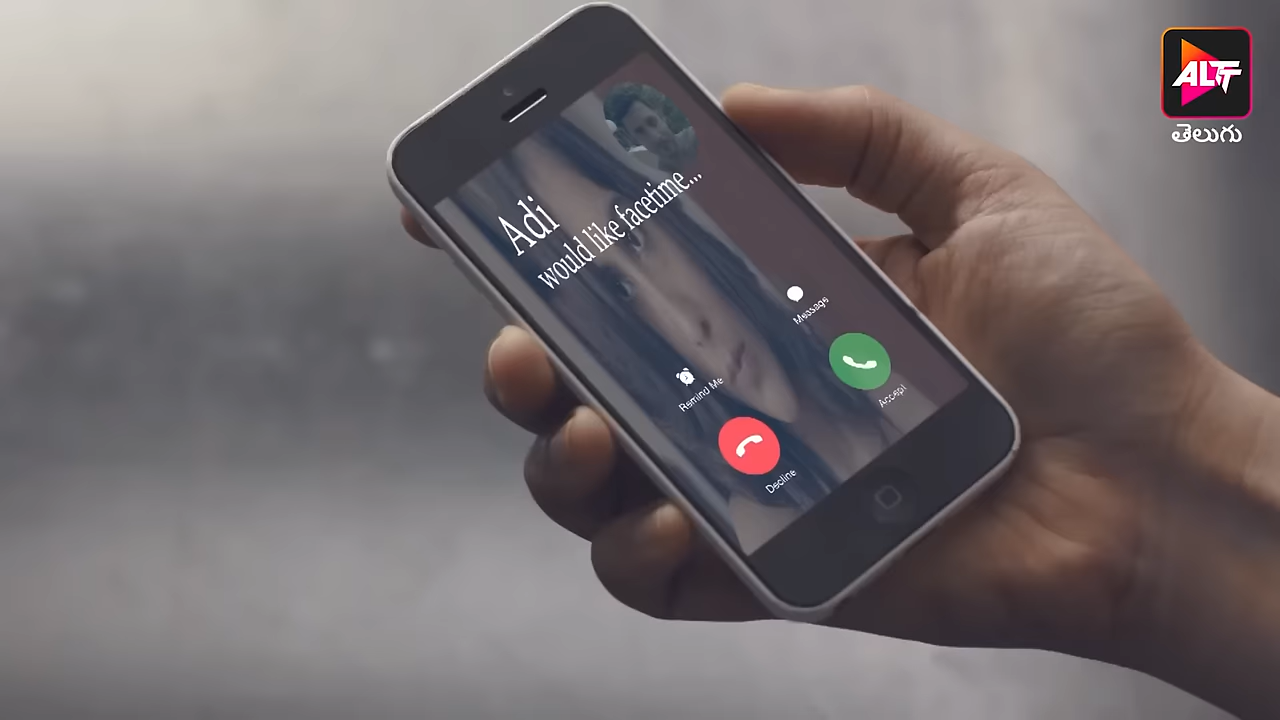 ALTT
తెలుగు
Adi
would like facetime...
Message
Remind Me
Accept
Decline